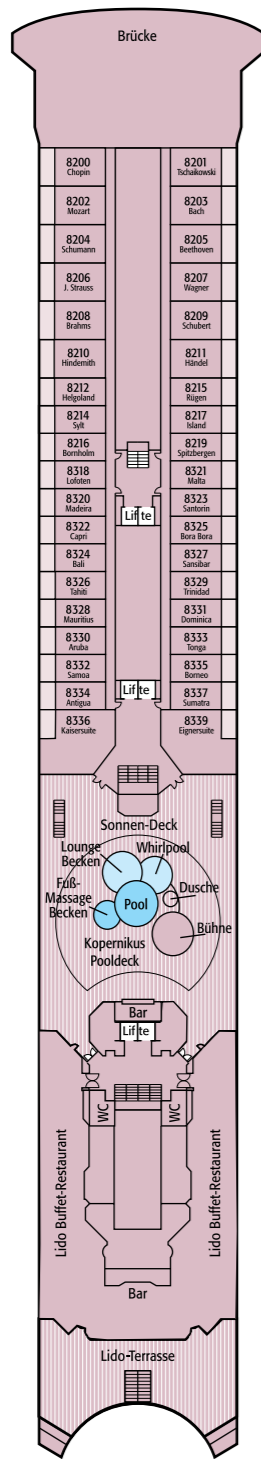 Brücke
8200
Chopin
8201
Tschaikowski
8202
Mozart
8203
Bach
8204
Schumann
8205
Beethoven
8206
J. Strauss
8207
Wagner
8208
Brahms
8209
Schubert
8210
Hindemith
8211
Händel
8212
Helgoland
8215
Rügen
8214
Sylt
8217
Island
8216
Bornholm
8219
Spitzbergen
8318
Lofoten
8321
Malta
8320
Madeira
8323
Santorin
Lifte
8322
Capri
8325
Bora Bora
8324
Bali
8327
Sansibar
8326
Tahiti
8329
Trinidad
8328
Mauritius
8331
Dominica
8330
Aruba
8333
Tonga
8332
Samoa
8335
Borneo
8334
Antigua
8337
Sumatra
Lifte
8336
Kaisersuite
8339
Eignersuite
Sonnen-Deck
Lounge
Becken
Whirlpool
Fuß-
Massage
Becken
Dusche
Pool
Bühne
Kopernikus
Pooldeck
Bar
Lifte
WC
WC
Lido Buffet-Restaurant
Lido Buffet-Restaurant
Bar
Lido-Terrasse